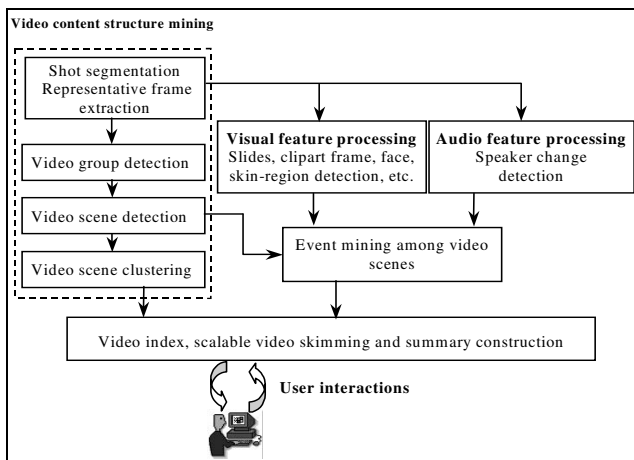 Video content structure mining
Shot segmentation
Representative frame
extraction
Visual feature processing
Slides, clipart frame, face,
skin-region detection, etc.
Audio feature processing
Speaker change
detection
Video group detection
Video scene detection
Event mining among video
scenes
Video scene clustering
Video index, scalable video skimming and summary construction
User interactions